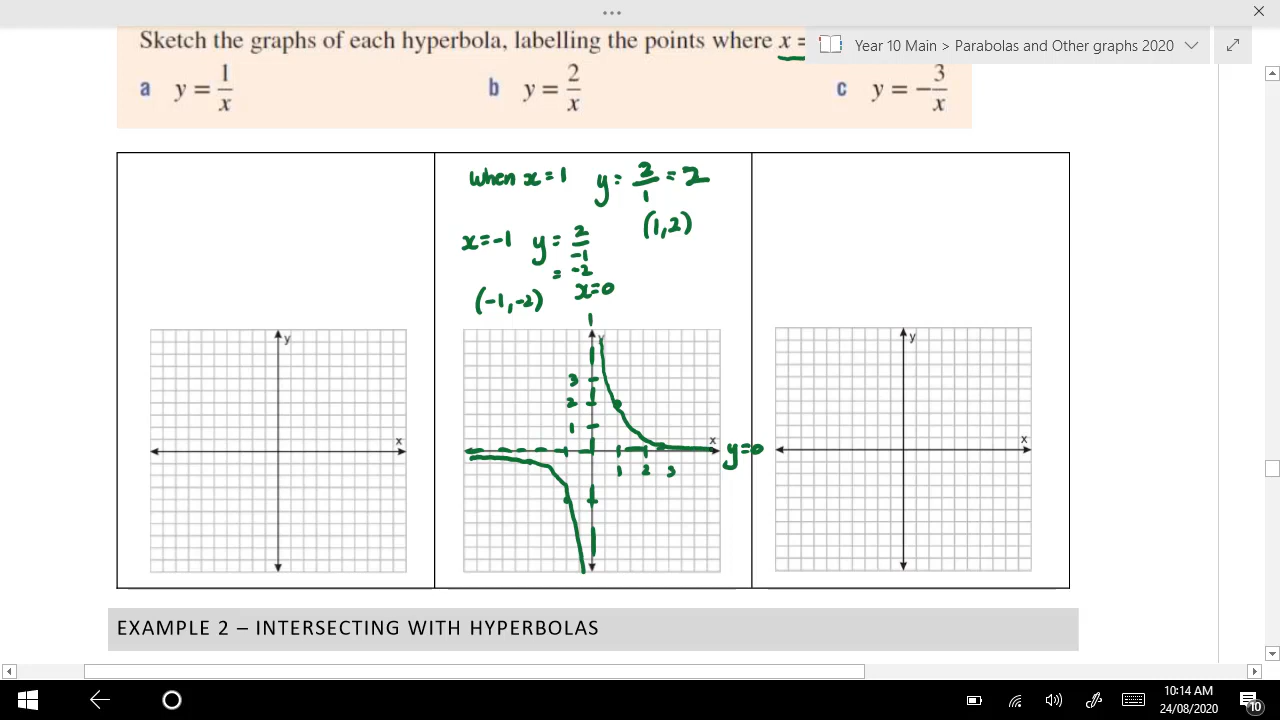 Sketch the graphs of each hyperbola, labelling the points where x =
Year 10 Main > Parabolas and Other graphs 2020
a y = 1/x
b y = 2/x
c y = -3/x
when x=1 y = 2/1 = 2
(1,2)
x=-1 y = 2/-1
= -2
(-1,-2)
x=0
y
y
y
3
2
1
x
x
x
y=0
1 2 3
EXAMPLE 2 – INTERSECTING WITH HYPERBOLAS
10:14 AM
24/08/2020
10